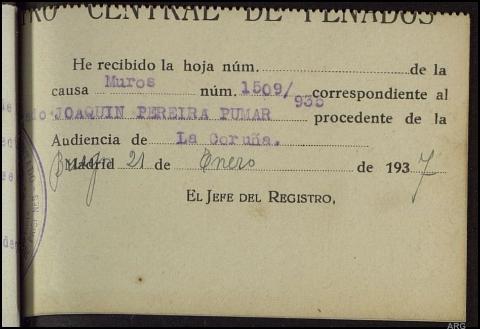 CENTRAL DE PENADOS
He recibido la hoja núm. de la
causa Muros núm. 1509/935 correspondiente al
JOAQUIN PEREIRA PUMAR procedente de la
Audiencia de La Coruña.
Madrid 21 de Enero de 1937
EL JEFE DEL REGISTRO,
ARG